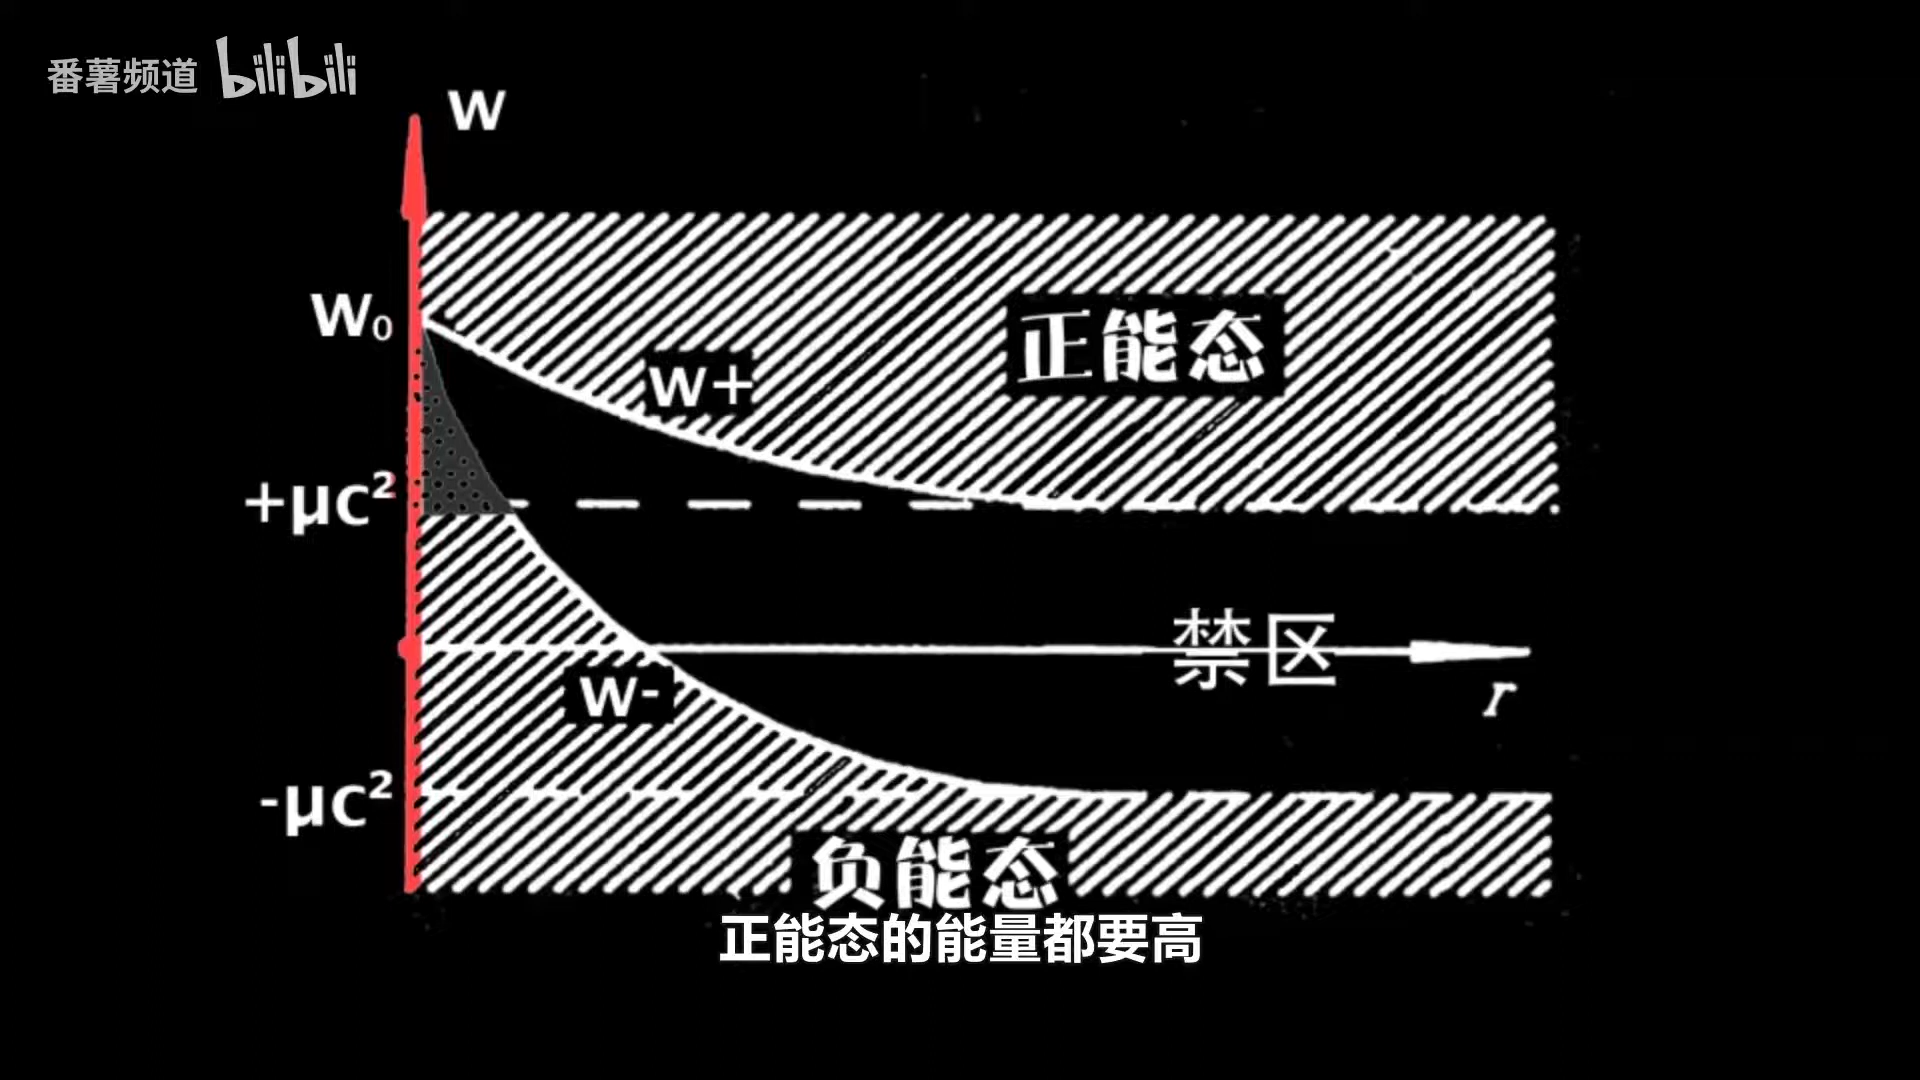 番薯频道 bilibili
W
W₀
正能态
W+
+μc²
禁区
W-
r
-μc²
负能态
正能态的能量都要高